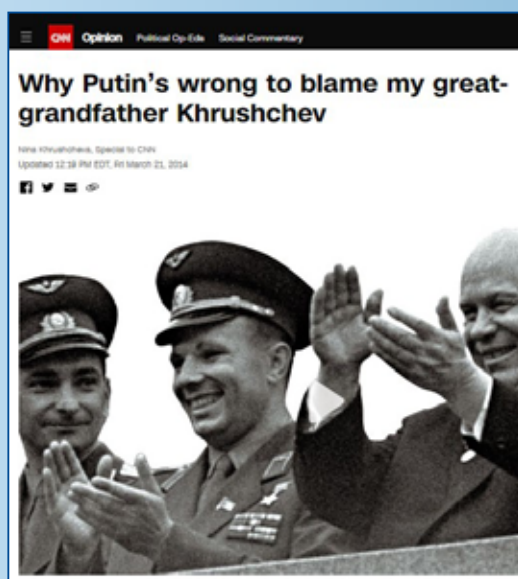 CNN Opinion Political Op-Eds Social Commentary
Why Putin's wrong to blame my great-
grandfather Khrushchev
Nina Khrushcheva, Special to CNN
Updated 12:19 PM EDT, Fri March 21, 2014